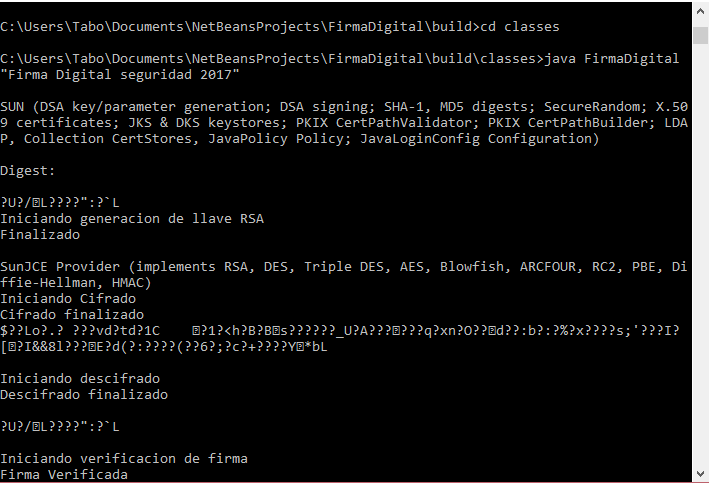 C:\Users\Tabo\Documents\NetBeansProjects\FirmaDigital\build>cd classes
C:\Users\Tabo\Documents\NetBeansProjects\FirmaDigital\build\classes>java FirmaDigital
"Firma Digital seguridad 2017"
SUN (DSA key/parameter generation; DSA signing; SHA-1, MD5 digests; SecureRandom; X.50
9 certificates; JKS & DKS keystores; PKIX CertPathValidator; PKIX CertPathBuilder; LDA
P, Collection CertStores, JavaPolicy Policy; JavaLoginConfig Configuration)
Digest:
?U?/⍰L????":?`L
Iniciando generacion de llave RSA
Finalizado
SunJCE Provider (implements RSA, DES, Triple DES, AES, Blowfish, ARCFOUR, RC2, PBE, Di
ffie-Hellman, HMAC)
Iniciando Cifrado
Cifrado finalizado
$??Lo?.? ???vd?td?1C    ⍰?1?<h?B?B⍰s??????_U?A???⍰???q?xn?O??⍰d??:b?:?%?x????s;'???I?
[⍰?I&&8l???⍰E?d(?:????(??6?;?c?+????Y⍰*bL
Iniciando descifrado
Descifrado finalizado
?U?/⍰L????":?`L
Iniciando verificacion de firma
Firma Verificada